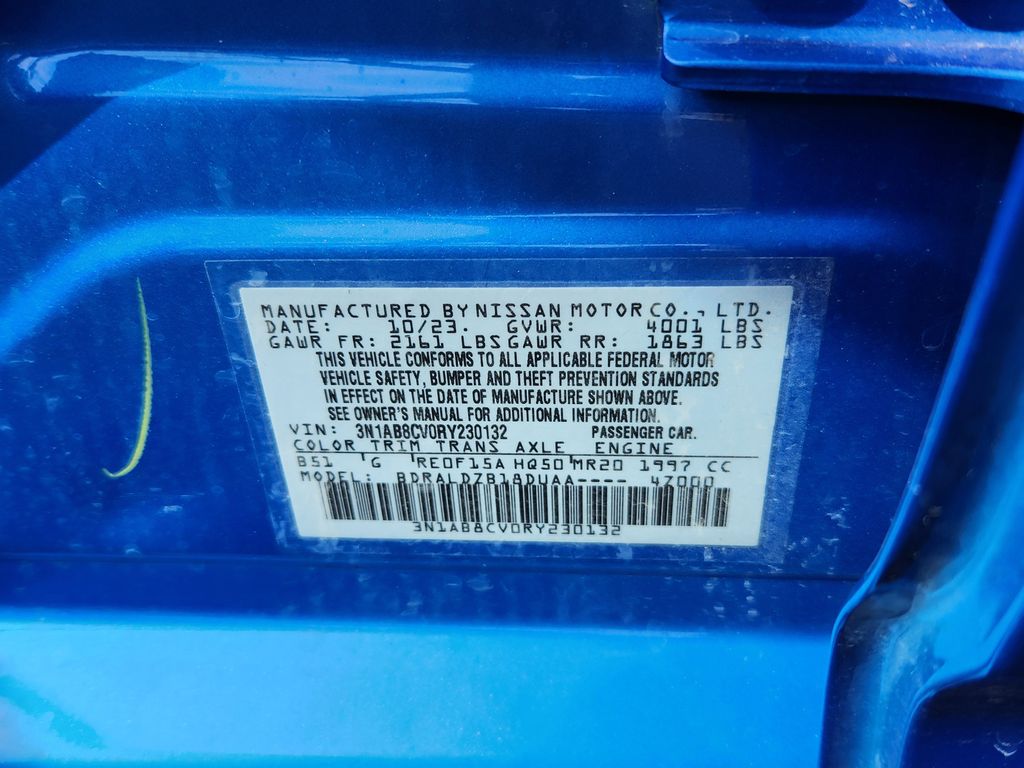 MANUFACTURED BY NISSAN MOTOR CO., LTD.
DATE: 10/23. GVWR: 4001 LBS
GAWR FR: 2161 LBS GAWR RR: 1863 LBS
THIS VEHICLE CONFORMS TO ALL APPLICABLE FEDERAL MOTOR
VEHICLE SAFETY, BUMPER AND THEFT PREVENTION STANDARDS
IN EFFECT ON THE DATE OF MANUFACTURE SHOWN ABOVE.
SEE OWNER'S MANUAL FOR ADDITIONAL INFORMATION.
VIN: 3N1AB8CV0RY230132 PASSENGER CAR.
COLOR TRIM TRANS AXLE ENGINE
B51 G RE0F15A HQ50 MR20 1997 CC
MODEL: BDRALDZB18DUAA---- 4Z000
3N1AB8CV0RY230132